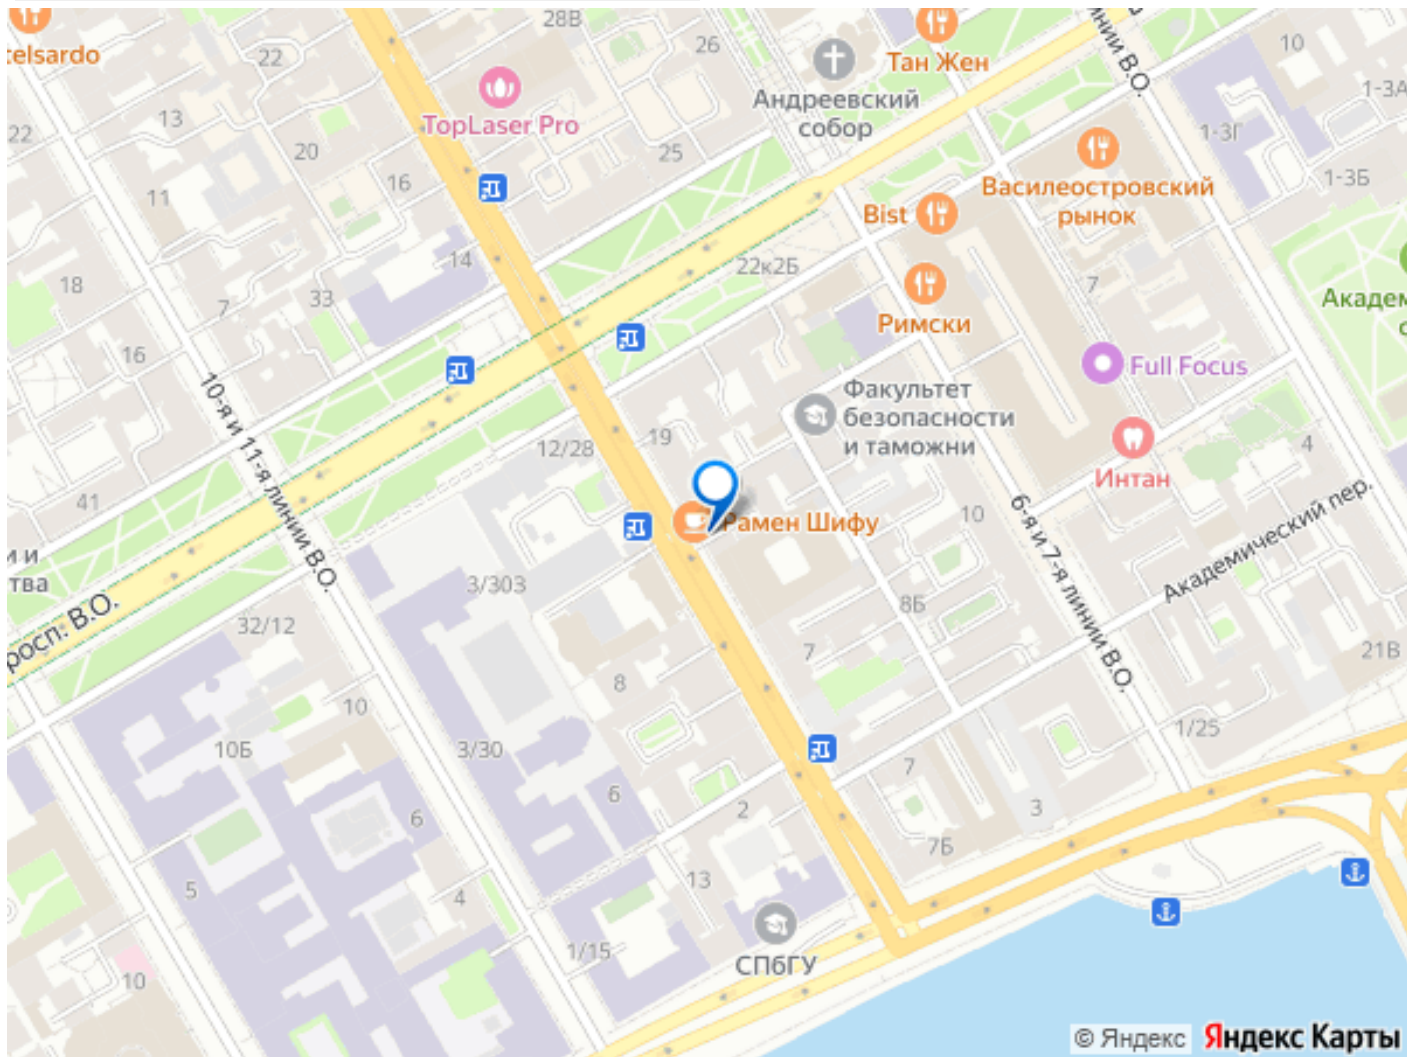 28В
26
10
telsardo
22
Тан Жен
линии В.О.
1-3А
TopLaser Pro
Андреевский
собор
13
22
1-3Г
20
25
16
11
Василеостровский
рынок
1-3Б
Bist
14
22к2Б
18
7
33
7
Академ
с
Римски
16
Full Focus
10-я и 11-я линии В.О.
Факультет
безопасности
и таможни
19
12/28
4
41
Интан
Рамен Шифу
10
6-я и 7-я линии В.О.
Академический пер.
и и
тва
3/303
8Б
просп. В.О.
32/12
7
21В
8
10
10Б
3/30
1/25
7
6
2
3
6
7Б
5
13
4
1/15
СПбГУ
10
© Яндекс Яндекс Карты